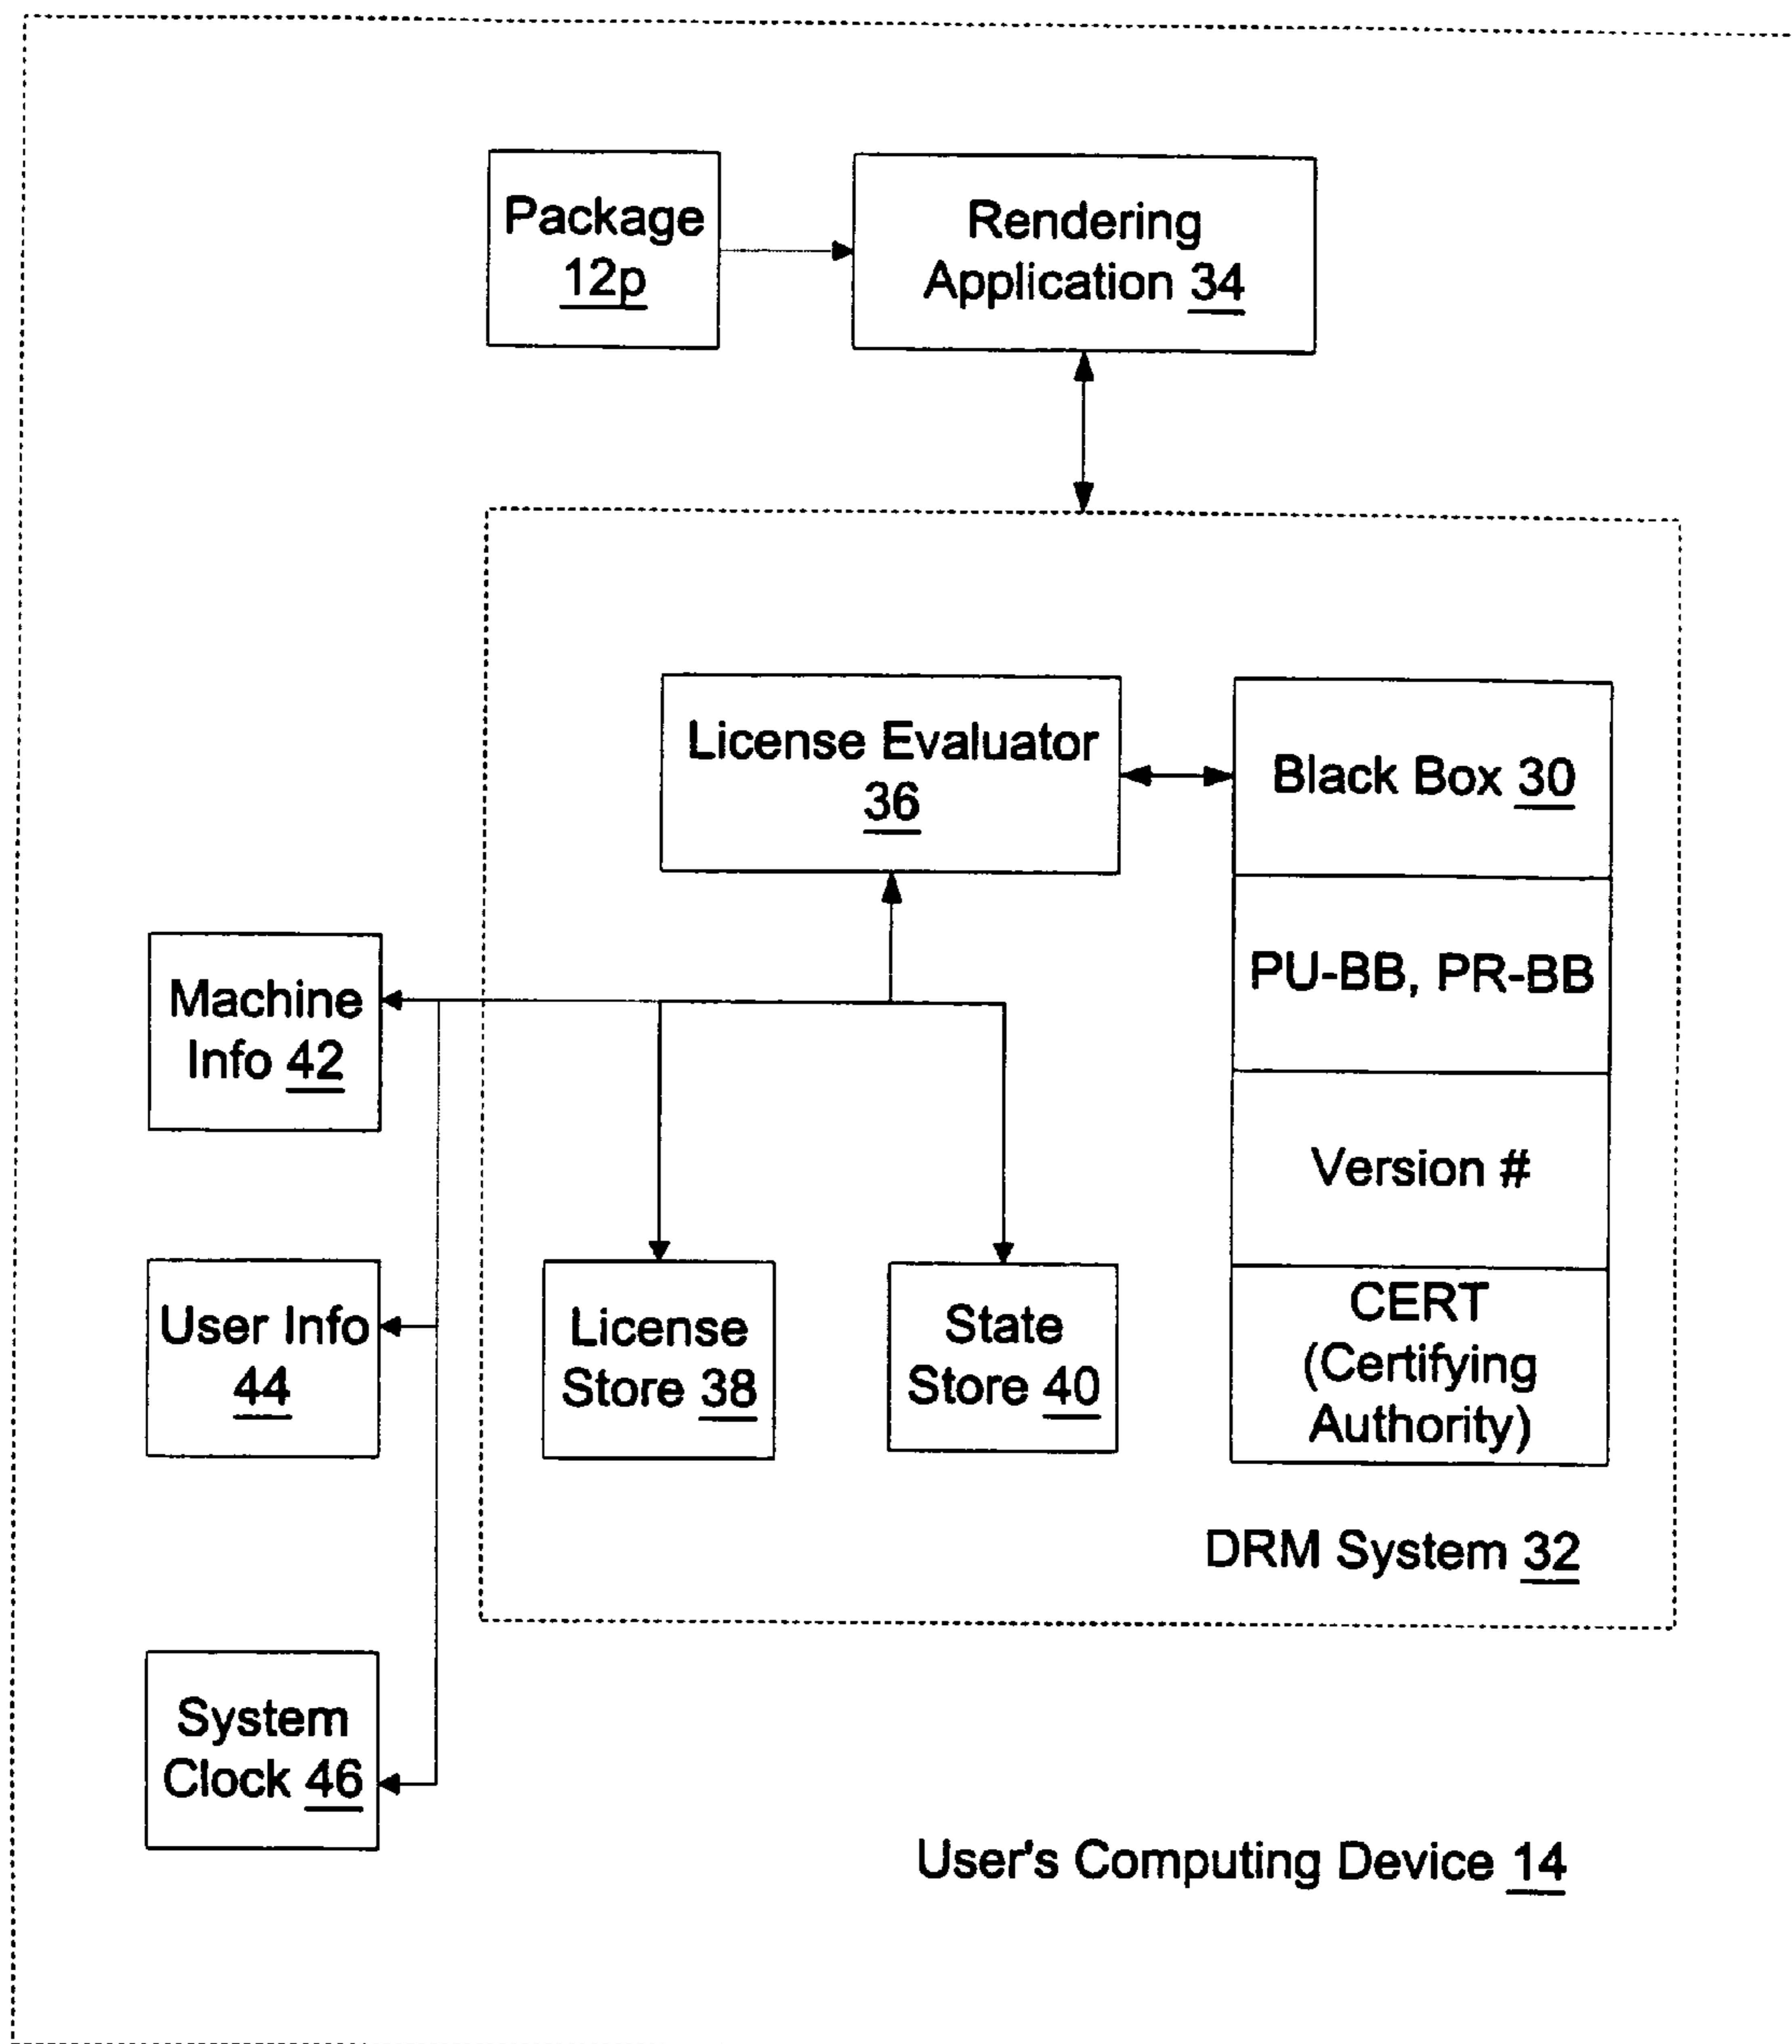 Package
12p
Rendering
Application 34
License Evaluator
36
Black Box 30
PU-BB, PR-BB
Version #
CERT
(Certifying
Authority)
Machine
Info 42
User Info
44
System
Clock 46
License
Store 38
State
Store 40
DRM System 32
User's Computing Device 14